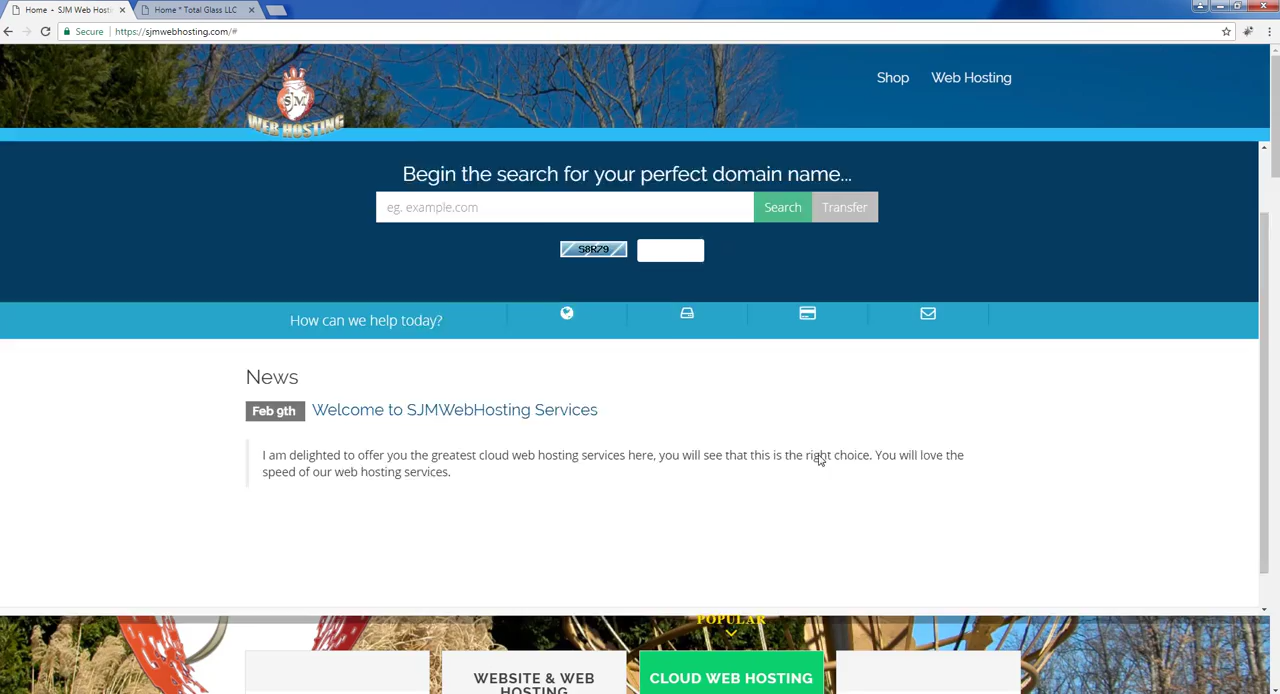 Home - SJM Web Hosti
Home * Total Glass LLC
Secure
https://sjmwebhosting.com/#
SJM
WEB HOSTING
Shop
Web Hosting
Begin the search for your perfect domain name...
eg. example.com
Search
Transfer
S8R79
How can we help today?
News
Feb 9th
Welcome to SJMWebHosting Services
I am delighted to offer you the greatest cloud web hosting services here, you will see that this is the right choice. You will love the
speed of our web hosting services.
POPULAR
WEBSITE & WEB
HOSTING
CLOUD WEB HOSTING